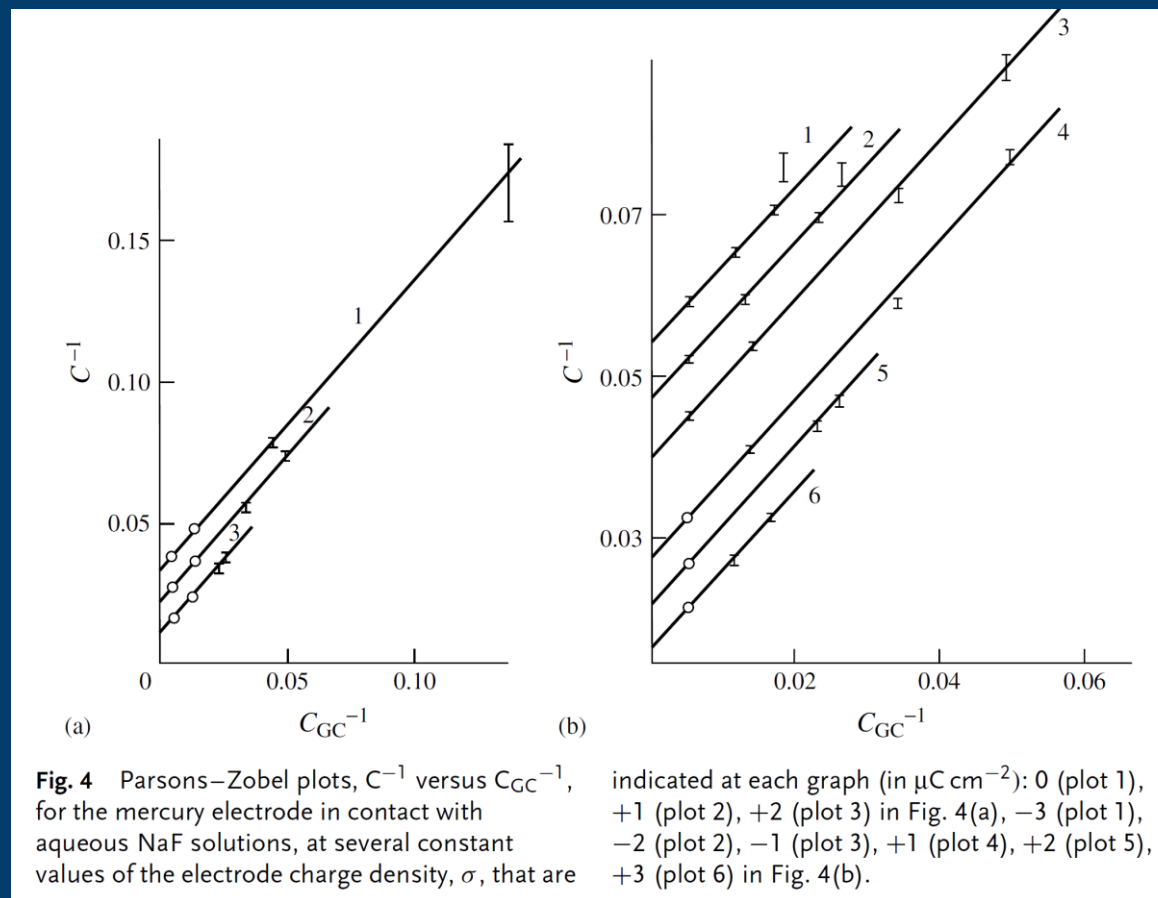 0.15
0.10
0.05
C⁻¹
1
2
3
0
0.05
0.10
(a)
C_GC⁻¹
0.07
0.05
0.03
C⁻¹
1
2
3
4
5
6
0.02
0.04
0.06
(b)
C_GC⁻¹
Fig. 4 Parsons–Zobel plots, C⁻¹ versus C_GC⁻¹,
for the mercury electrode in contact with
aqueous NaF solutions, at several constant
values of the electrode charge density, σ, that are
indicated at each graph (in μC cm⁻²): 0 (plot 1),
+1 (plot 2), +2 (plot 3) in Fig. 4(a), −3 (plot 1),
−2 (plot 2), −1 (plot 3), +1 (plot 4), +2 (plot 5),
+3 (plot 6) in Fig. 4(b).